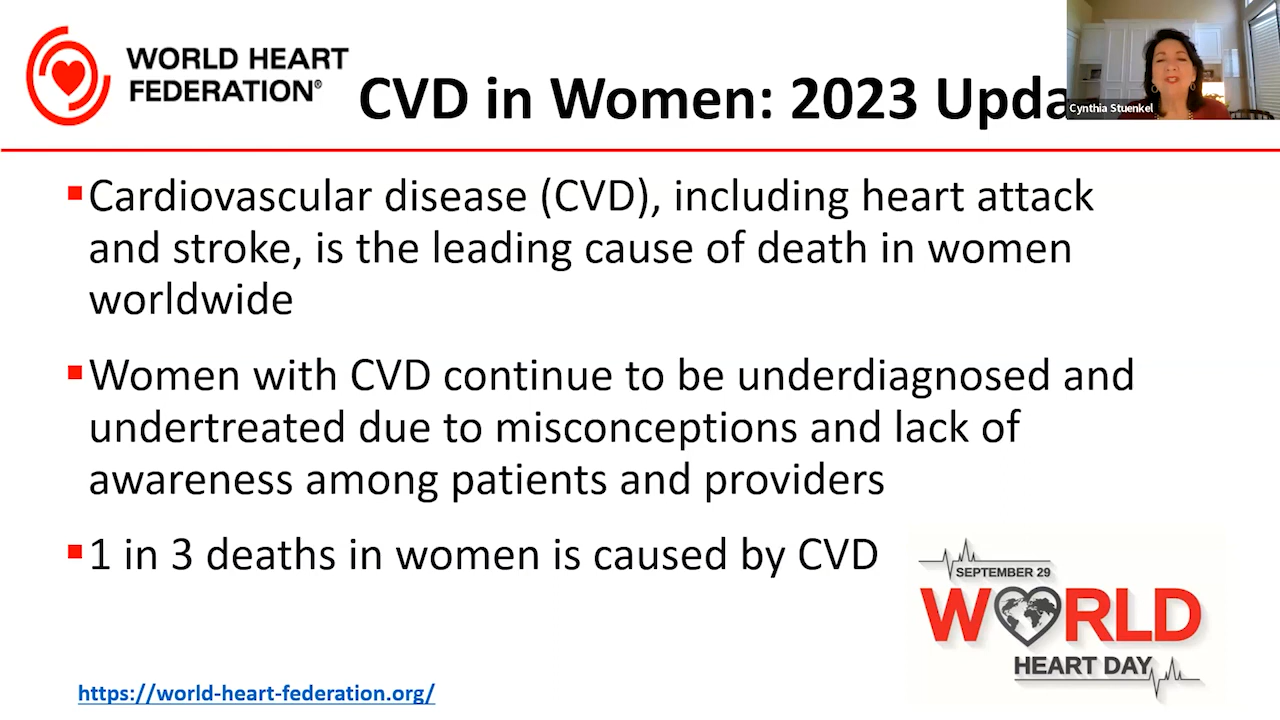 WORLD HEART
FEDERATION®
CVD in Women: 2023 Upda
Cynthia Stuenkel
▪Cardiovascular disease (CVD), including heart attack
and stroke, is the leading cause of death in women
worldwide
▪Women with CVD continue to be underdiagnosed and
undertreated due to misconceptions and lack of
awareness among patients and providers
▪1 in 3 deaths in women is caused by CVD
SEPTEMBER 29
WORLD
HEART DAY
https://world-heart-federation.org/